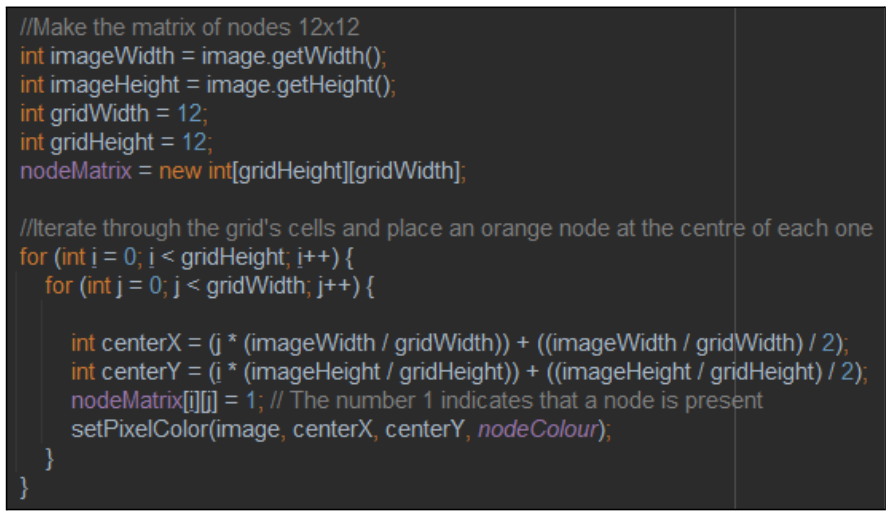 //Make the matrix of nodes 12x12
int imageWidth = image.getWidth();
int imageHeight = image.getHeight();
int gridWidth = 12;
int gridHeight = 12;
nodeMatrix = new int[gridHeight][gridWidth];
//Iterate through the grid's cells and place an orange node at the centre of each one
for (int i = 0; i < gridHeight; i++) {
for (int j = 0; j < gridWidth; j++) {
int centerX = (j * (imageWidth / gridWidth)) + ((imageWidth / gridWidth) / 2);
int centerY = (i * (imageHeight / gridHeight)) + ((imageHeight / gridHeight) / 2);
nodeMatrix[i][j] = 1; // The number 1 indicates that a node is present
setPixelColor(image, centerX, centerY, nodeColour);
}
}